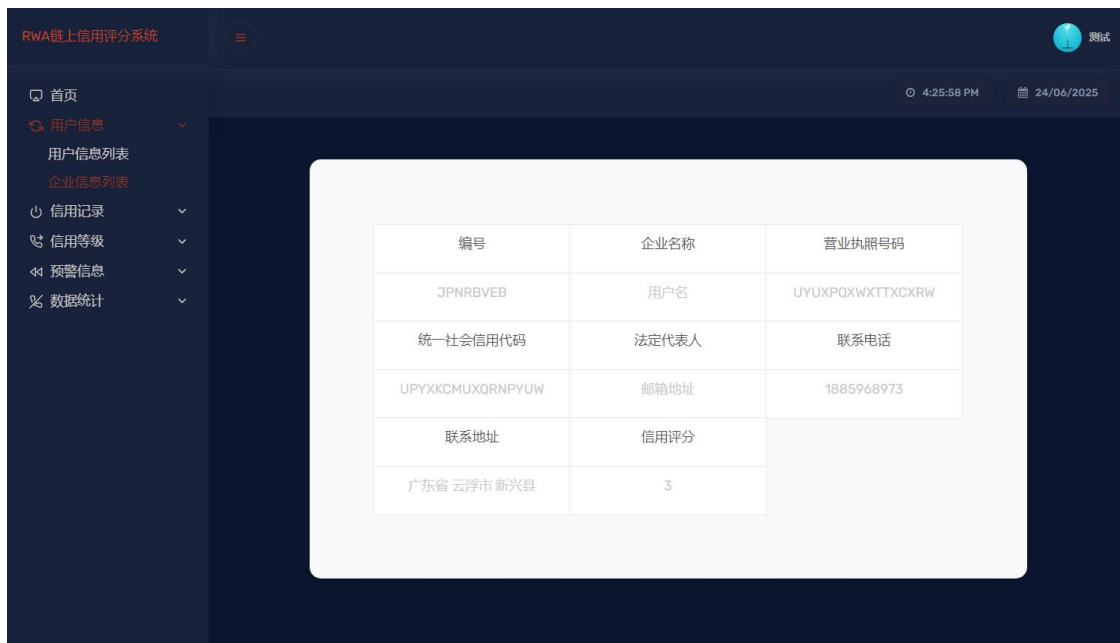 RWA链上信用评分系统
测试
4:25:58 PM
24/06/2025
首页
用户信息
用户信息列表
企业信息列表
信用记录
信用等级
预警信息
数据统计
编号 企业名称 营业执照号码
JPNRBVEB 用户名 UYUXPQXWXTTXCXRW
统一社会信用代码 法定代表人 联系电话
UPYXKCMUXQRNPYUW 邮箱地址 1885968973
联系地址 信用评分
广东省 云浮市 新兴县 3